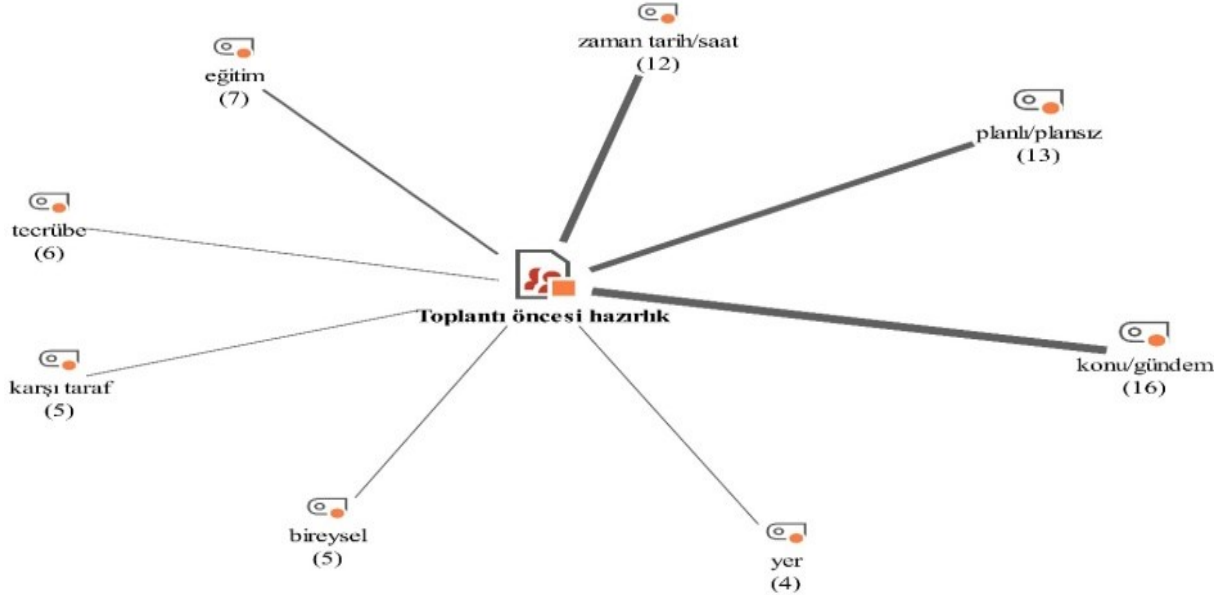 zaman tarih/saat
(12)
eğitim
(7)
planlı/plansız
(13)
tecrübe
(6)
Toplantı öncesi hazırlık
konu/gündem
(16)
karşı taraf
(5)
bireysel
(5)
yer
(4)